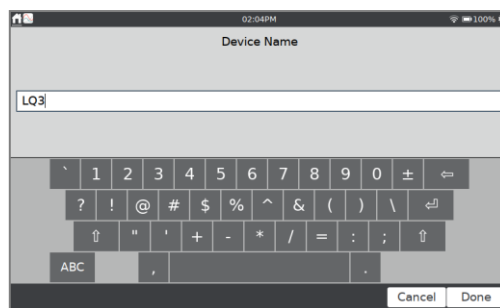 02:04PM 100%
Device Name
LQ3
` 1 2 3 4 5 6 7 8 9 0 ±
? ! @ # $ % ^ & ( ) \
" ' + - * / = : ;
ABC , .
Cancel Done